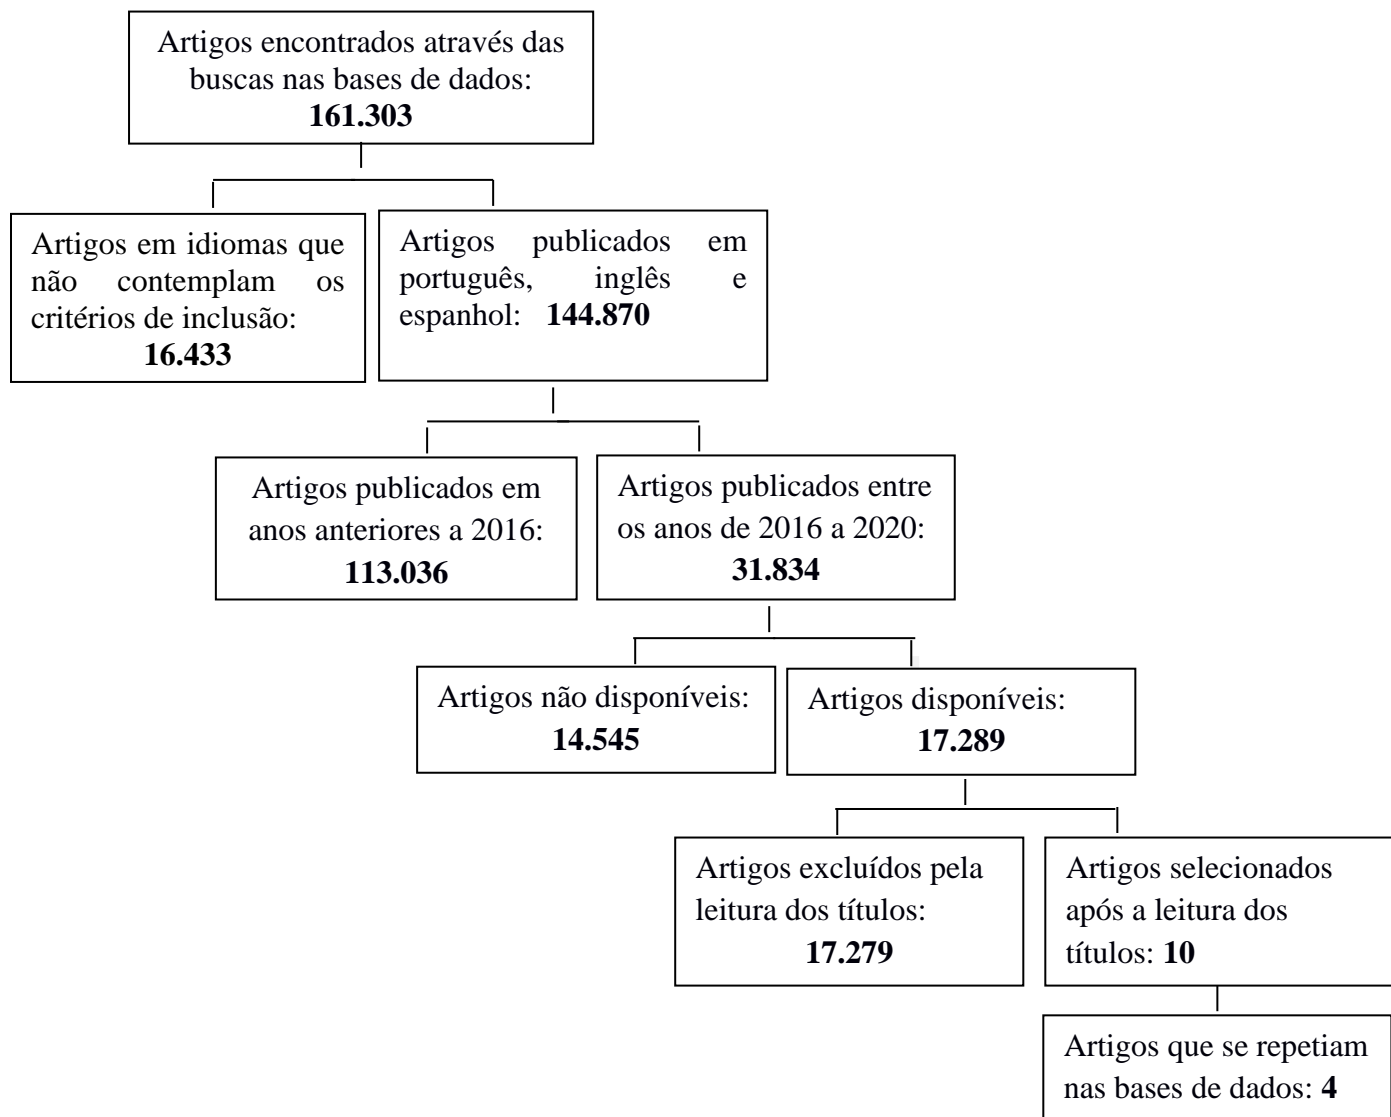 Artigos encontrados através das
buscas nas bases de dados:
161.303
Artigos em idiomas que
não contemplam os
critérios de inclusão:
16.433
Artigos publicados em
português, inglês e
espanhol: 144.870
Artigos publicados em
anos anteriores a 2016:
113.036
Artigos publicados entre
os anos de 2016 a 2020:
31.834
Artigos não disponíveis:
14.545
Artigos disponíveis:
17.289
Artigos excluídos pela
leitura dos títulos:
17.279
Artigos selecionados
após a leitura dos
títulos: 10
Artigos que se repetiam
nas bases de dados: 4